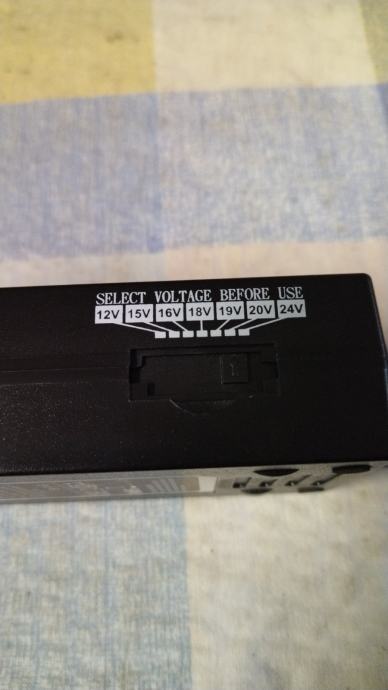 SELECT VOLTAGE BEFORE USE
12V 15V 16V 18V 19V 20V 24V